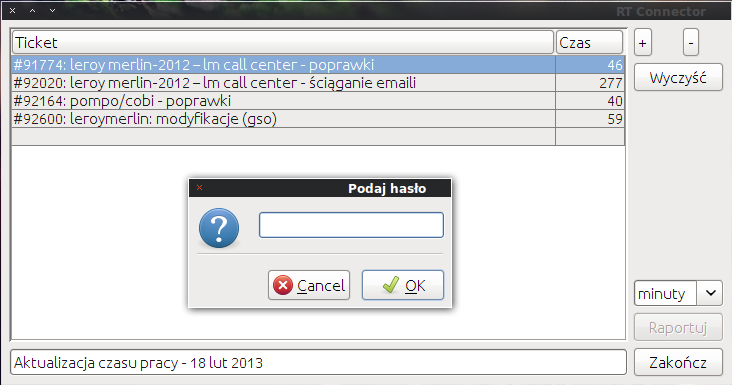 RT Connector
Ticket Czas
#91774: leroy merlin-2012 – lm call center - poprawki 46
#92020: leroy merlin-2012 – lm call center - ściąganie emaili 277
#92164: pompo/cobi - poprawki 40
#92600: leroymerlin: modyfikacje (gso) 59
+ -
Wyczyść
Podaj hasło
?
Cancel OK
minuty
Raportuj
Aktualizacja czasu pracy - 18 lut 2013
Zakończ